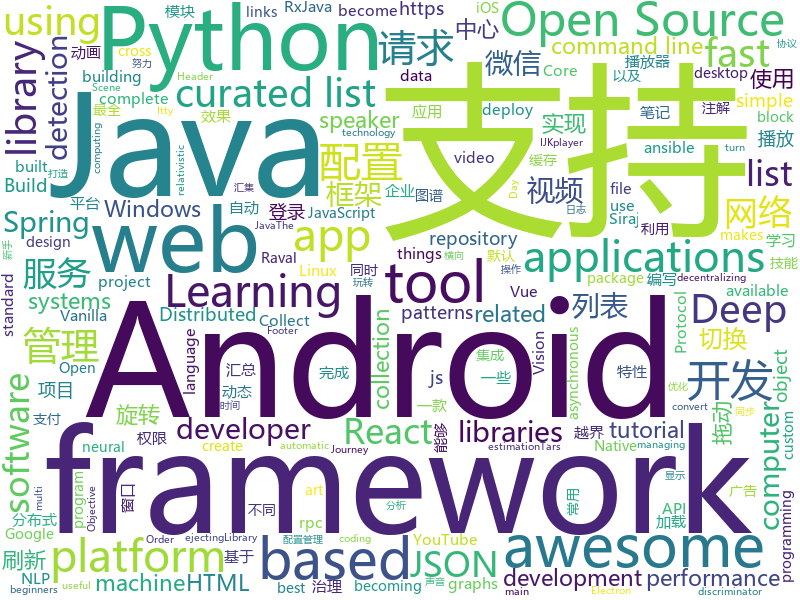 模块
RxJava
become
links
https
cross
iOS
播放器
协议
动画
building
中心
command line
Core
desktop
以及
努力
Header
Python
请求
Open Source
data
Scene
using
curated list
微信
fast
library
detection
complete
效果
支持
应用
deploy
使用
最全
speaker
实现
笔记
simple
Java
播放
注解
computing
built
block
ltty
缓存
technology
IJKplayer
配置
ansible
list
Build
图谱
video
web
框架
视频
file
relativistic
Windows
企业
use
Day
Spring
平台
自动
登录
JavaScript
Siraj
网络
汇集
app
repository
利用
打造
design
动态
Raval
治理
默认
学习
Linux
同时
things
makes
日志
新手
服务
applications
Vue
package
编写
decentralizing
project
Learning
tool
技能
standard
systems
Distributed
patterns
related
available
Vanilla
Collect
列表
Deep
JavaThe
Android
管理
Open
汇总
js
集成
一些
切换
横向
操作
language
collection
Protocol
玩转
Footer
项目
完成
一款
特性
asynchronous
Vision
software
旋转
developer
libraries
object
React
拖动
优化
支付
权限
能够
tutorial
越界
Native
create
custom
时间
framework
convert
同步
分布式
窗口
program
rpc
computer
neural
不同
基于
API
managing
Google
automatic
Journey
estimationTars
常用
加载
programming
显示
刷新
platform
based
awesome
multi
art
广告
NLP
YouTube
Objective
machine
HTML
JSON
development
performance
分析
coding
声音
useful
best
graphs
becoming
beginners
main
Order
ejectingLibrary
turn
Electron
discriminator